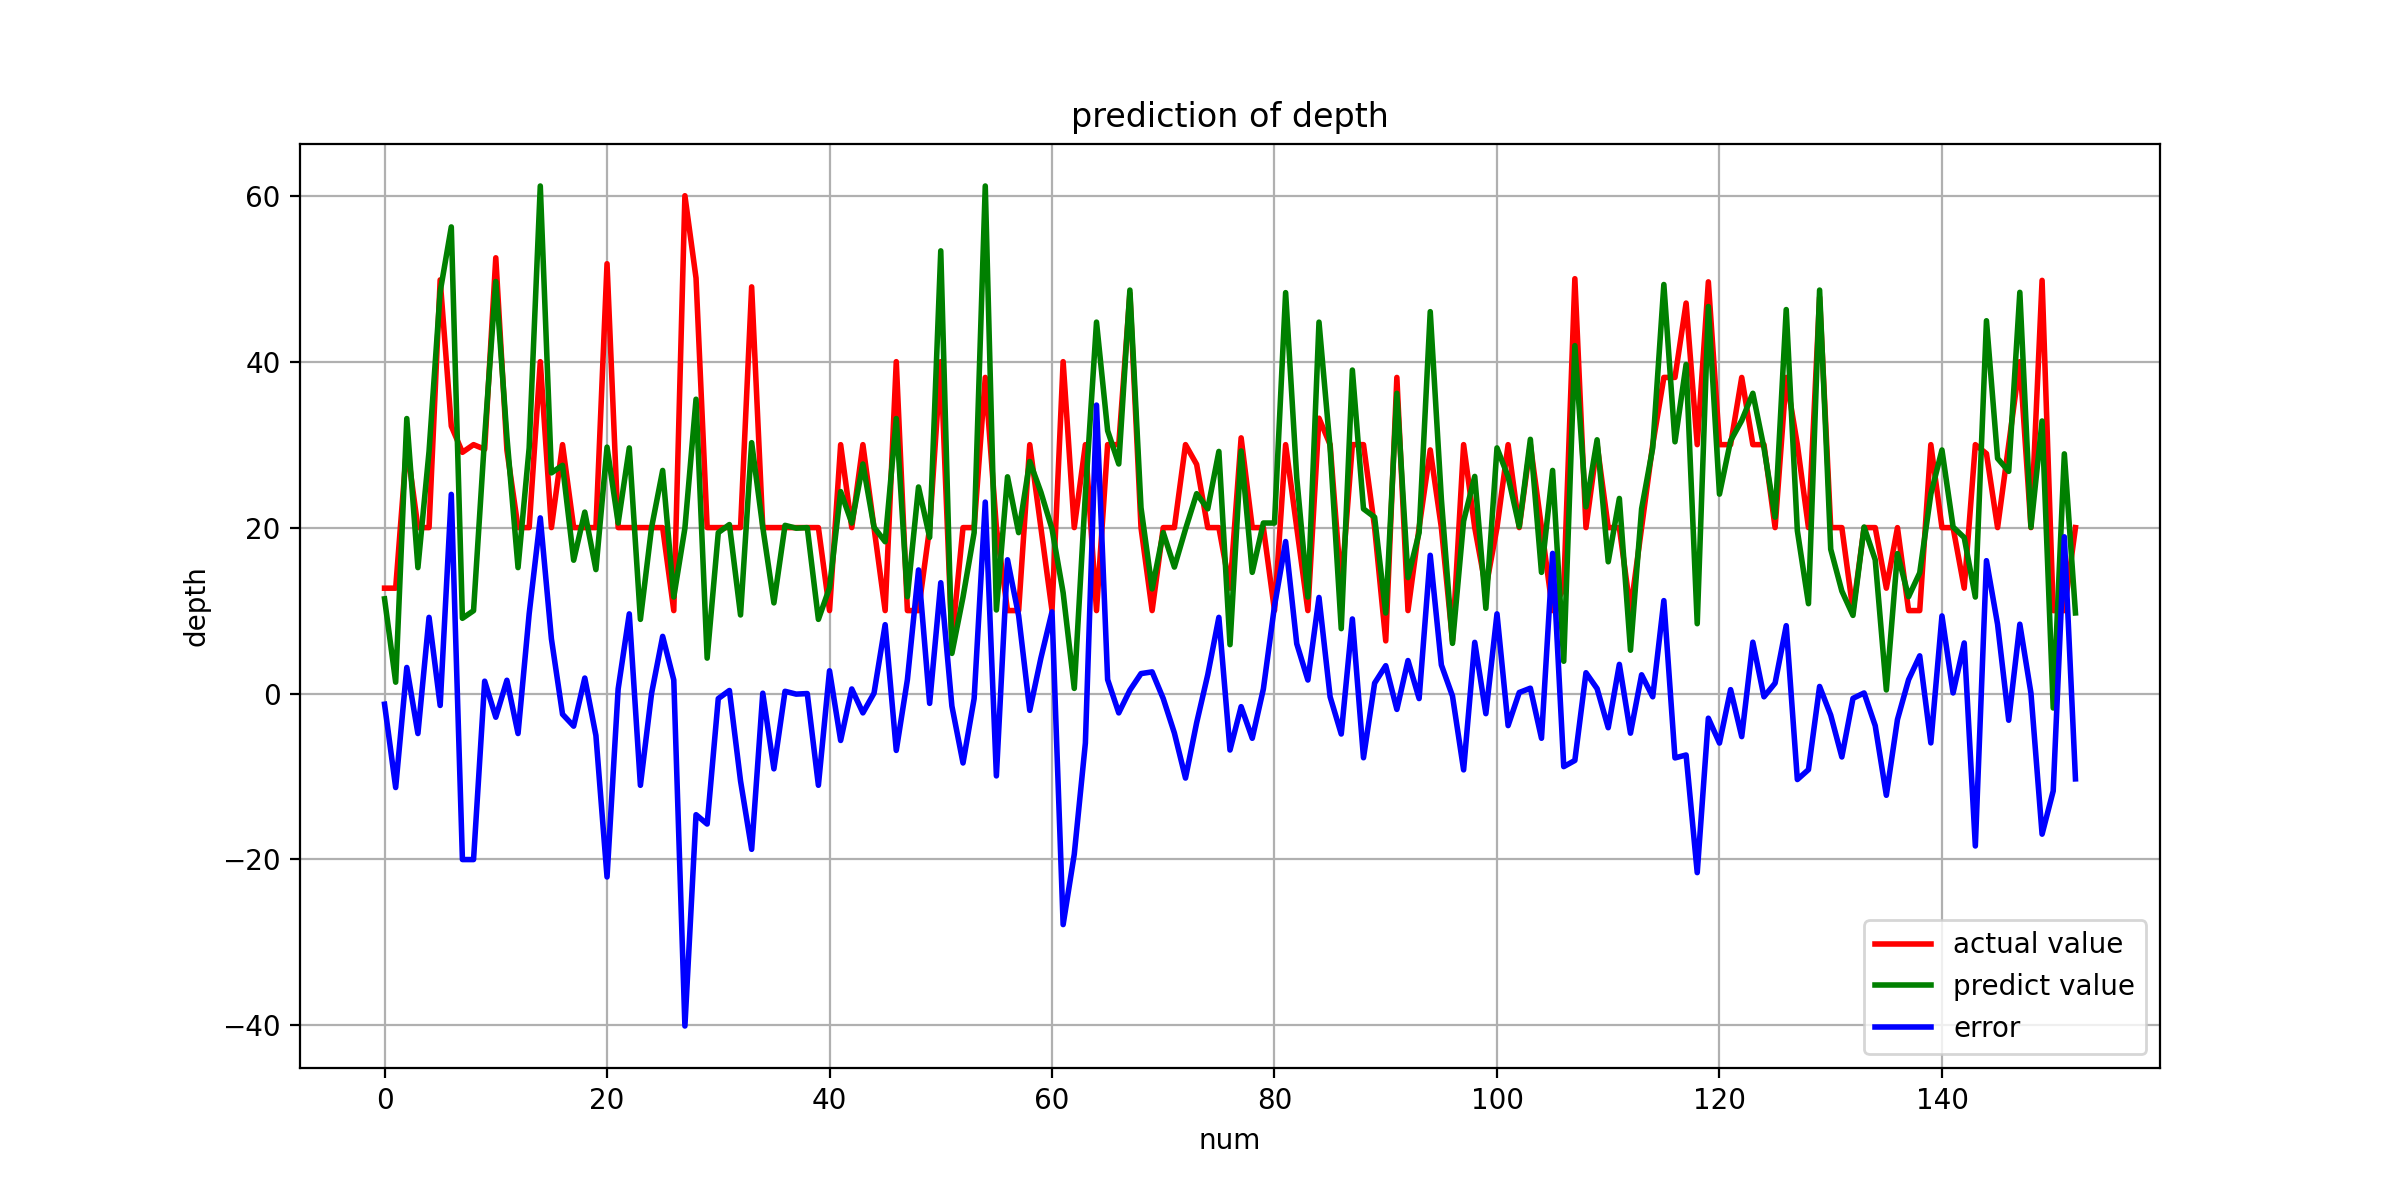 prediction of depth
60
40
20
0
−20
−40
depth
0 20 40 60 80 100 120 140
num
actual value
predict value
error